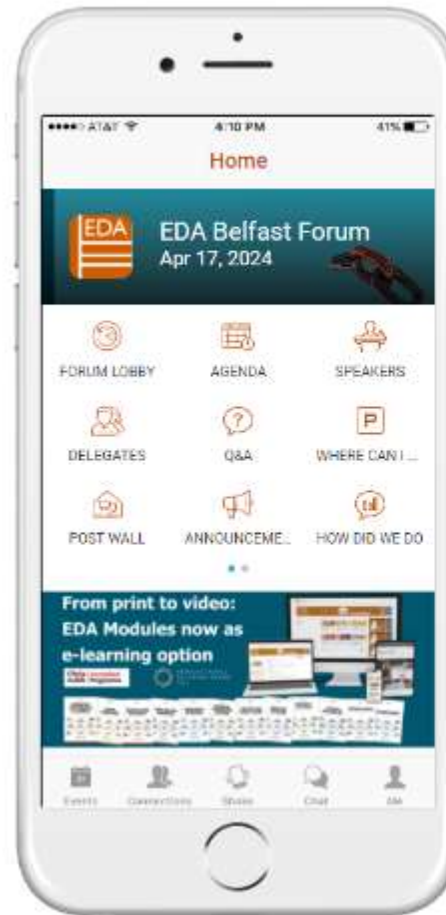 AT&T 4:10 PM 41%
Home
EDA
EDA Belfast Forum
Apr 17, 2024
FORUM LOBBY AGENDA SPEAKERS
DELEGATES Q&A WHERE CAN I ...
POST WALL ANNOUNCEME... HOW DID WE DO
From print to video:
EDA Modules now as
e-learning option
Events Connections Share Chat Me